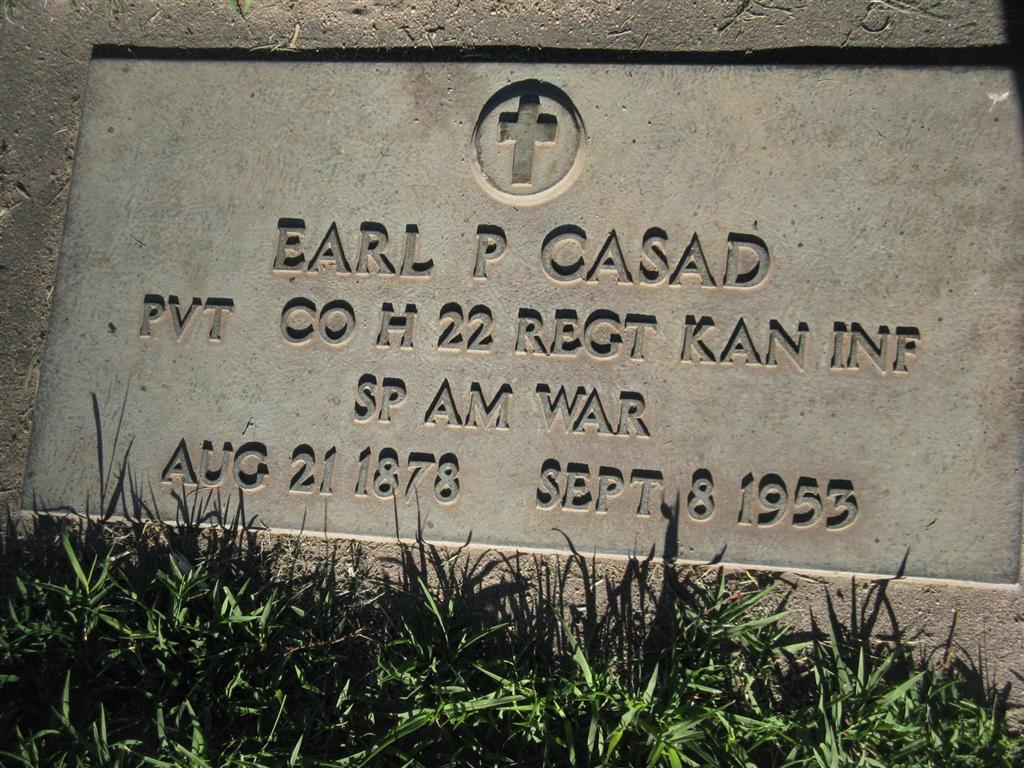 EARL P CASAD
PVT CO H 22 REGT KAN INF
SP AM WAR
AUG 21 1878 SEPT 8 1953